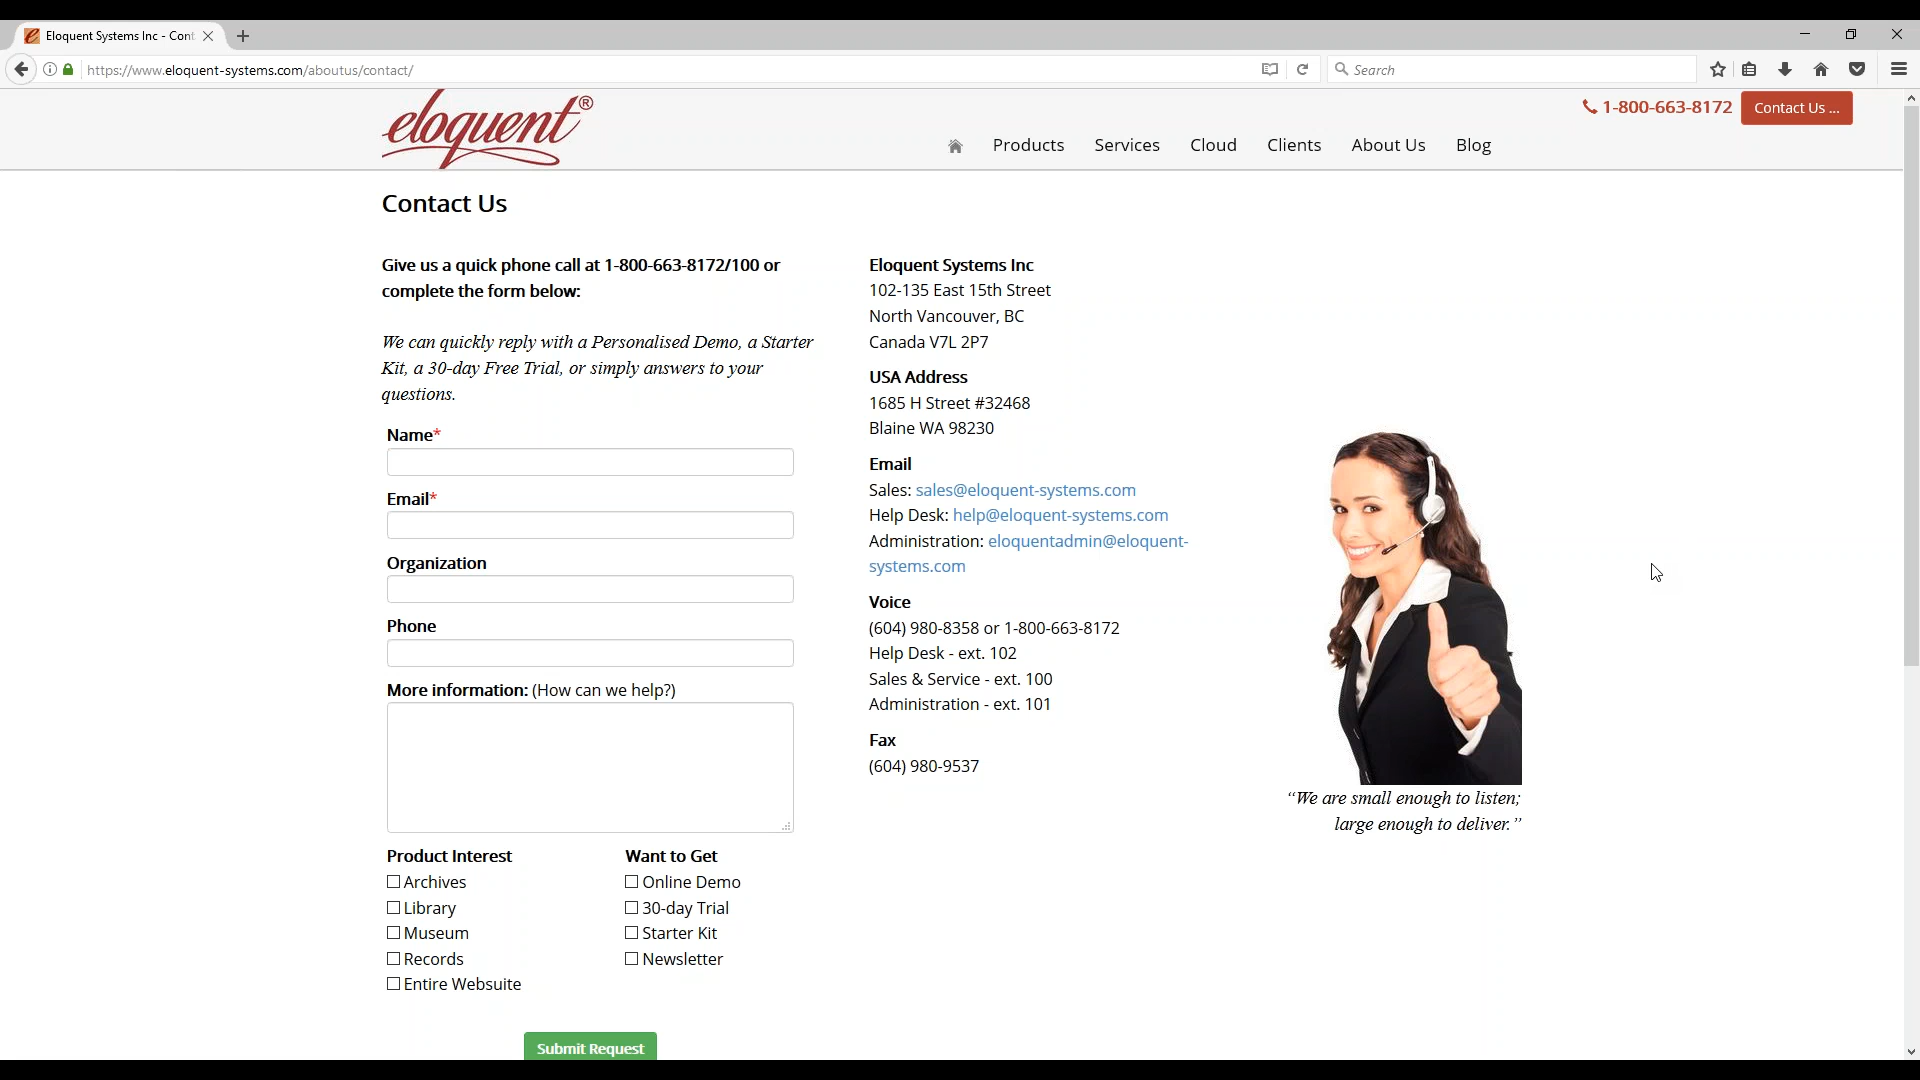 Eloquent Systems Inc - Cont
https://www.eloquent-systems.com/aboutus/contact/
Search
eloquent®
1-800-663-8172
Contact Us ...
Products Services Cloud Clients About Us Blog
Contact Us
Give us a quick phone call at 1-800-663-8172/100 or
complete the form below:
We can quickly reply with a Personalised Demo, a Starter
Kit, a 30-day Free Trial, or simply answers to your
questions.
Name*
Email*
Organization
Phone
More information: (How can we help?)
Product Interest
Archives
Library
Museum
Records
Entire Websuite
Want to Get
Online Demo
30-day Trial
Starter Kit
Newsletter
Submit Request
Eloquent Systems Inc
102-135 East 15th Street
North Vancouver, BC
Canada V7L 2P7
USA Address
1685 H Street #32468
Blaine WA 98230
Email
Sales: sales@eloquent-systems.com
Help Desk: help@eloquent-systems.com
Administration: eloquentadmin@eloquent-
systems.com
Voice
(604) 980-8358 or 1-800-663-8172
Help Desk - ext. 102
Sales & Service - ext. 100
Administration - ext. 101
Fax
(604) 980-9537
“We are small enough to listen;
large enough to deliver.”